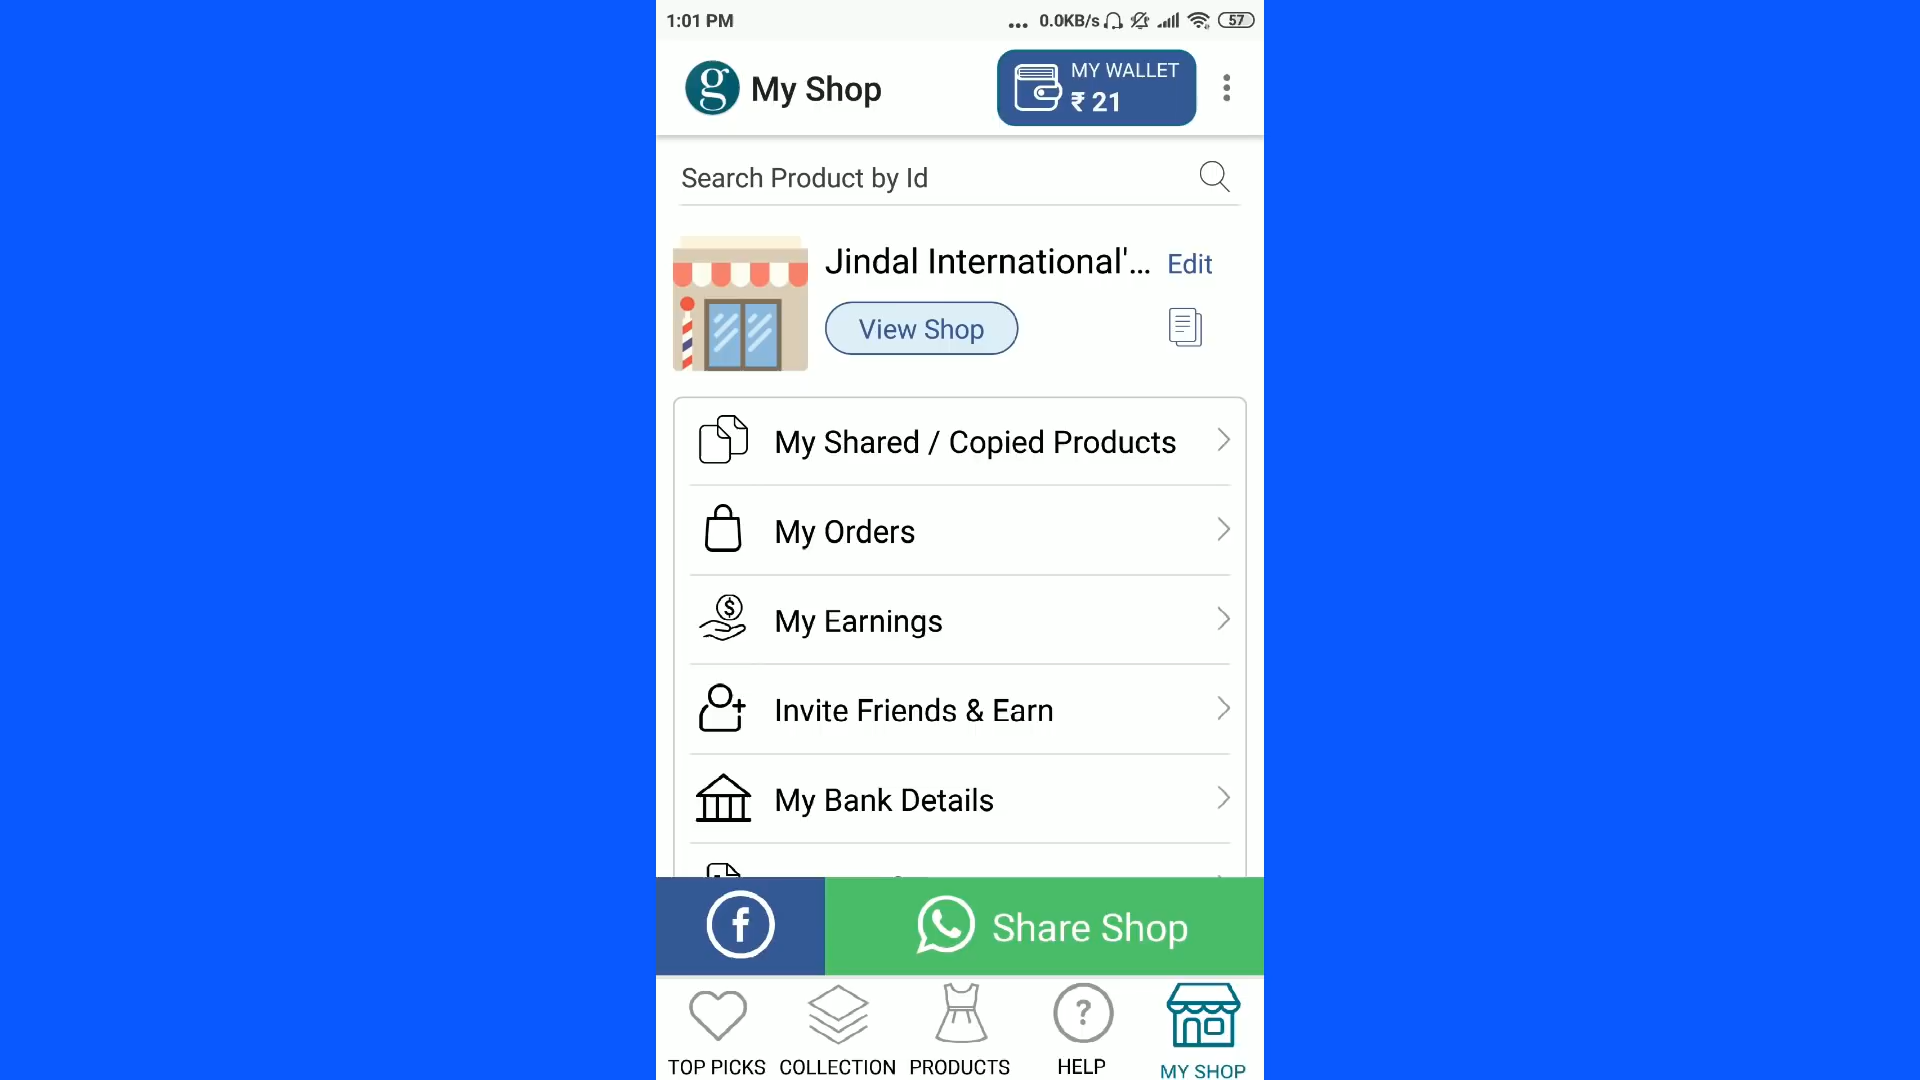 1:01 PM
... 0.0KB/s 57
g My Shop
MY WALLET
₹ 21
Search Product by Id
Jindal International'... Edit
View Shop
My Shared / Copied Products
My Orders
$
My Earnings
Invite Friends & Earn
My Bank Details
f Share Shop
?
TOP PICKS COLLECTION PRODUCTS HELP MY SHOP